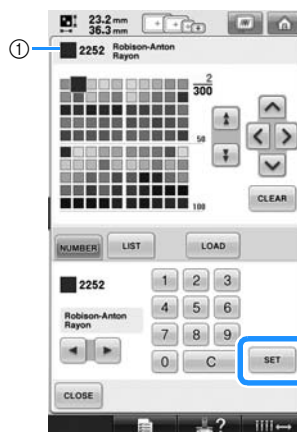 23.2 mm
36.3 mm
①
2252 Robison-Anton
Rayon
2
300
50
100
CLEAR
NUMBER LIST LOAD
2252
1 2 3
Robison-Anton
Rayon
4 5 6
7 8 9
0 C SET
CLOSE
?